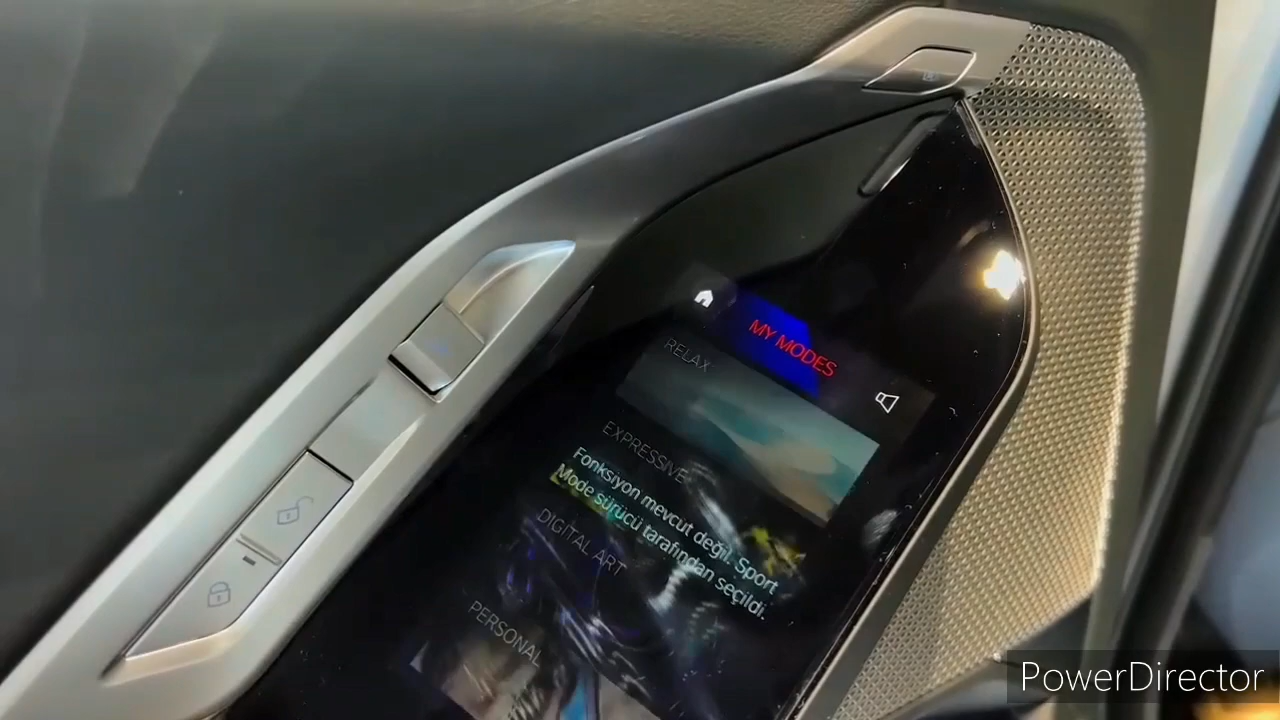 MY MODES
RELAX
EXPRESSIVE
Fonksiyon mevcut değil. Sport
Mode sürücü tarafından seçildi.
DIGITAL ART
PERSONAL
PowerDirector